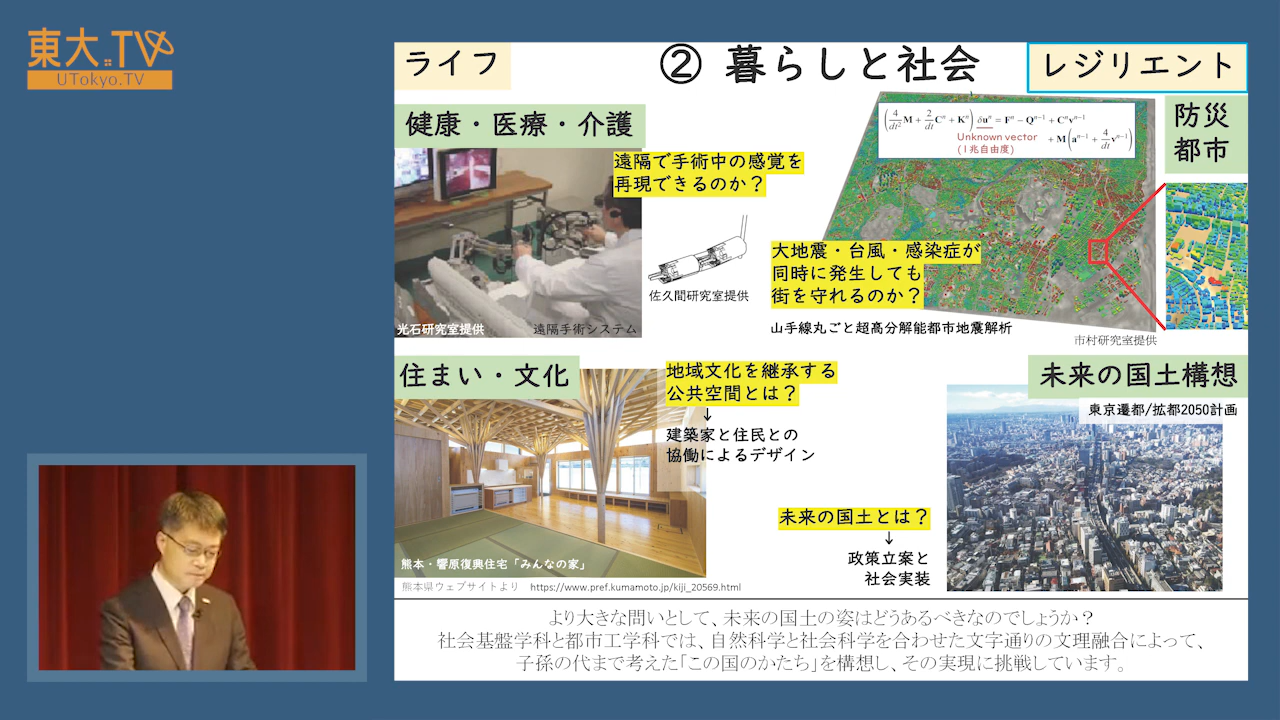 東大.TV
UTokyo.TV
ライフ
② 暮らしと社会
レジリエント
健康・医療・介護
遠隔で手術中の感覚を
再現できるのか？
佐久間研究室提供
光石研究室提供
遠隔手術システム
防災
都市
Unknown vector
(1兆自由度)
大地震・台風・感染症が
同時に発生しても
街を守れるのか？
山手線丸ごと超高分解能都市地震解析
市村研究室提供
住まい・文化
地域文化を継承する
公共空間とは？
↓
建築家と住民との
協働によるデザイン
熊本・響原復興住宅「みんなの家」
熊本県ウェブサイトより https://www.pref.kumamoto.jp/kiji_20569.html
未来の国土構想
東京遷都/拡都2050計画
未来の国土とは？
↓
政策立案と
社会実装
より大きな問いとして、未来の国土の姿はどうあるべきなのでしょうか？
社会基盤学科と都市工学科では、自然科学と社会科学を合わせた文字通りの文理融合によって、
子孫の代まで考えた「この国のかたち」を構想し、その実現に挑戦しています。